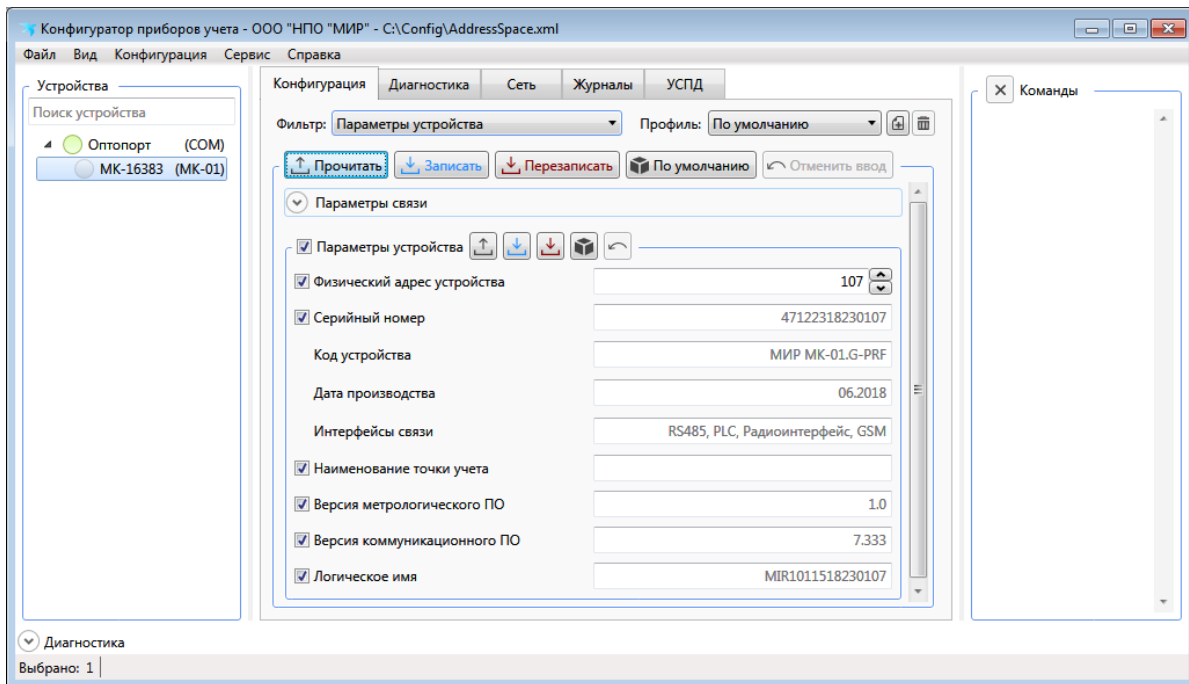 Конфигуратор приборов учета - ООО "НПО "МИР" - C:\Config\AddressSpace.xml
Файл Вид Конфигурация Сервис Справка
Устройства
Поиск устройства
Оптопорт (COM)
МК-16383 (МК-01)
Конфигурация Диагностика Сеть Журналы УСПД
Фильтр: Параметры устройства Профиль: По умолчанию
Прочитать Записать Перезаписать По умолчанию Отменить ввод
Параметры связи
Параметры устройства
Физический адрес устройства 107
Серийный номер 47122318230107
Код устройства МИР МК-01.G-PRF
Дата производства 06.2018
Интерфейсы связи RS485, PLC, Радиоинтерфейс, GSM
Наименование точки учета
Версия метрологического ПО 1.0
Версия коммуникационного ПО 7.333
Логическое имя MIR1011518230107
Команды
Диагностика
Выбрано: 1